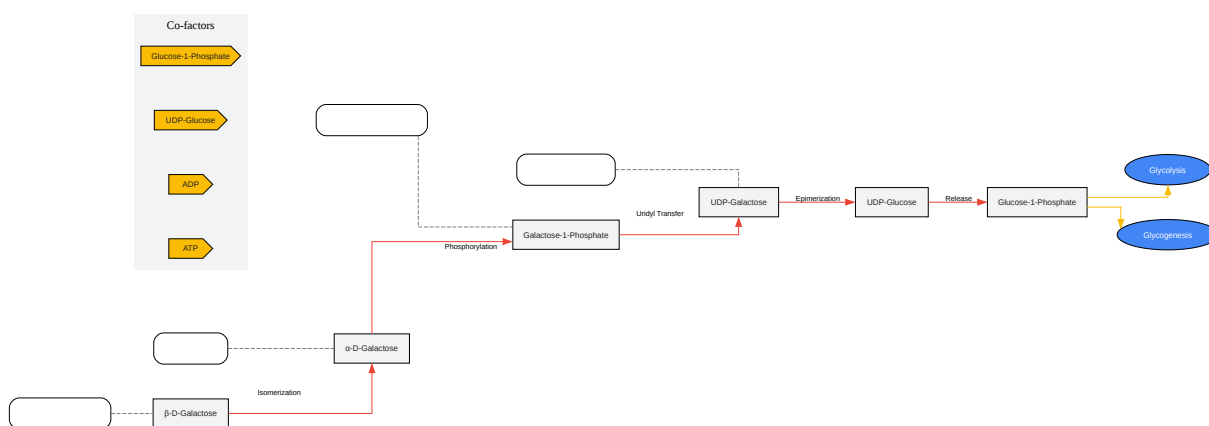 Co-factors
Glucose-1-Phosphate
UDP-Glucose
ADP
ATP
Glycolysis
UDP-Galactose
Epimerization
UDP-Glucose
Release
Glucose-1-Phosphate
Uridyl Transfer
Galactose-1-Phosphate
Glycogenesis
Phosphorylation
α-D-Galactose
Isomerization
β-D-Galactose